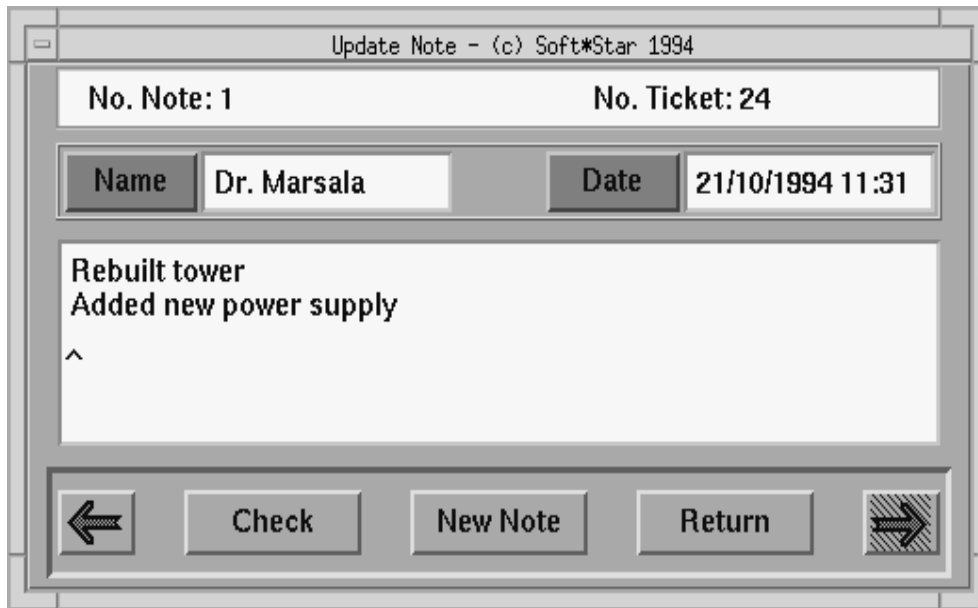 Update Note - (c) Soft*Star 1994
No. Note: 1 No. Ticket: 24
Name Dr. Marsala Date 21/10/1994 11:31
Rebuilt tower
Added new power supply
^
Check New Note Return